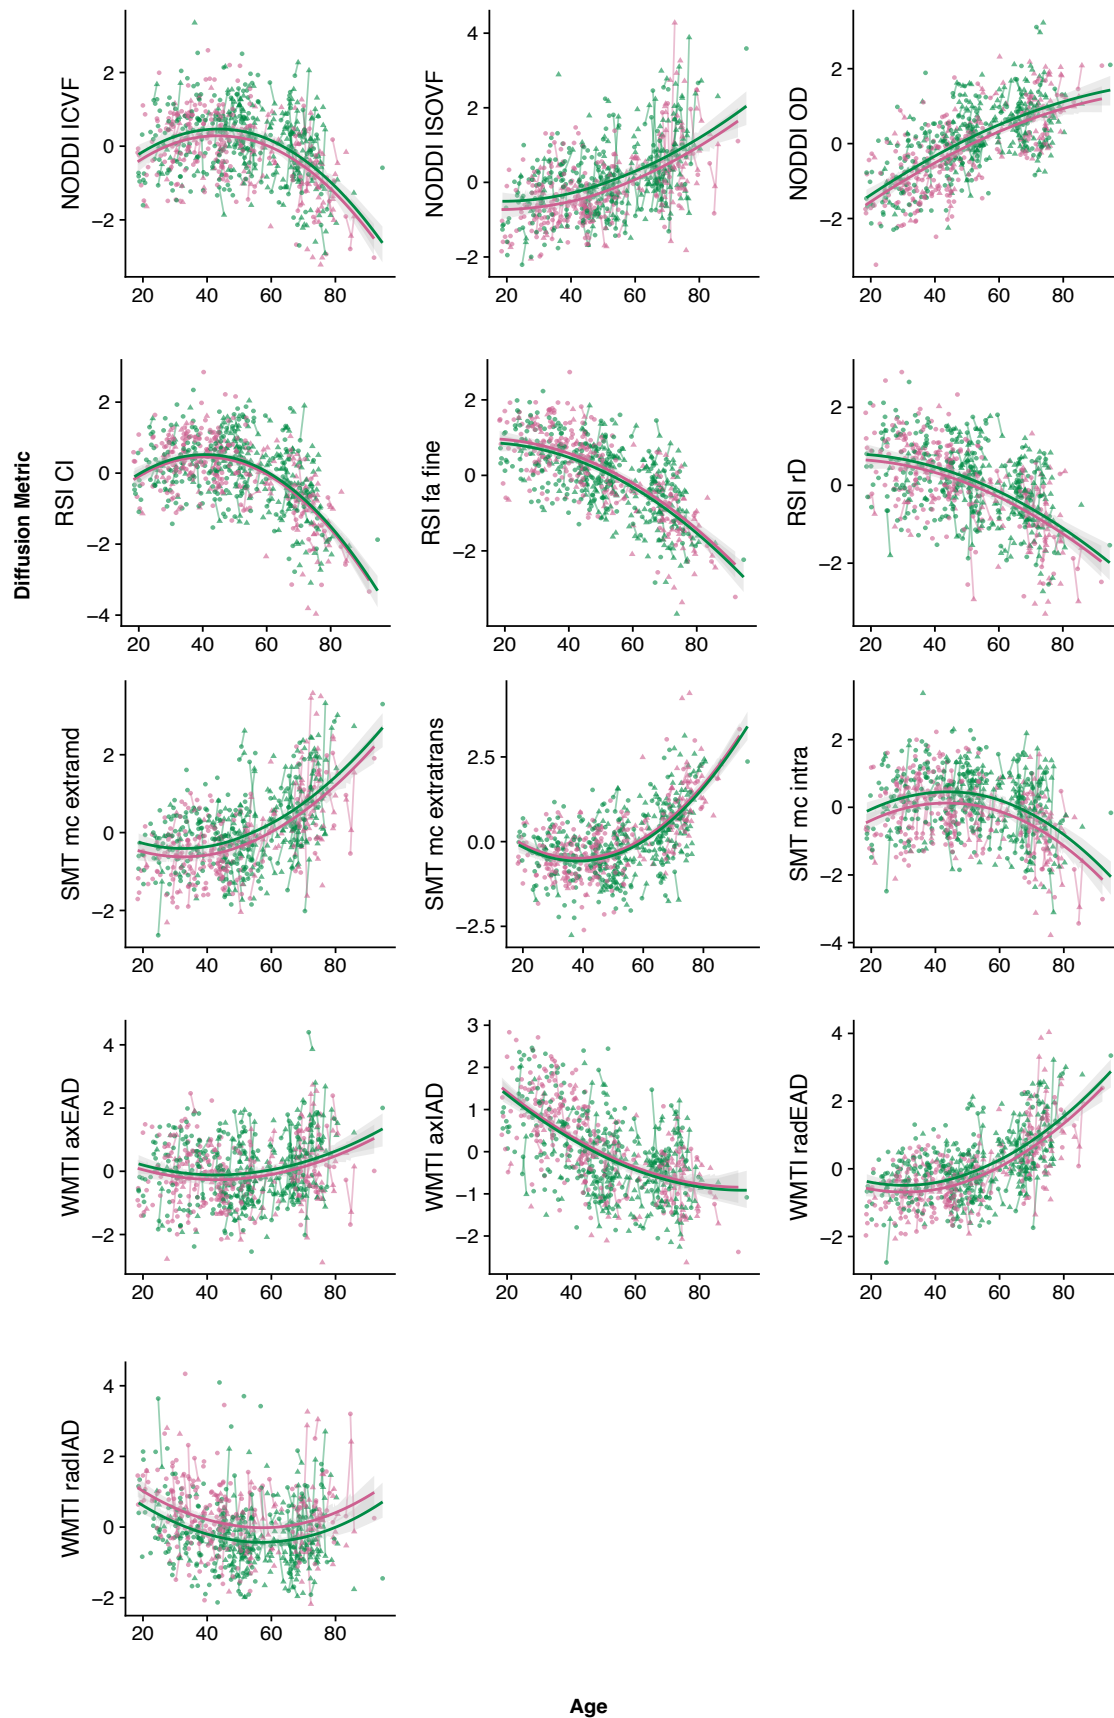 NODDI ICVF
2
0
−2
20 40 60 80
NODDI ISOVF
4
2
0
−2
20 40 60 80
NODDI OD
2
0
−2
20 40 60 80
Diffusion Metric
RSI CI
2
0
−2
−4
20 40 60 80
RSI fa fine
2
0
−2
20 40 60 80
RSI rD
2
0
−2
20 40 60 80
SMT mc extramd
2
0
−2
20 40 60 80
SMT mc extratrans
2.5
0.0
−2.5
20 40 60 80
SMT mc intra
2
0
−2
−4
20 40 60 80
WMTI axEAD
4
2
0
−2
20 40 60 80
WMTI axIAD
3
2
1
0
−1
−2
20 40 60 80
WMTI radEAD
4
2
0
−2
20 40 60 80
WMTI radIAD
4
2
0
−2
20 40 60 80
Age